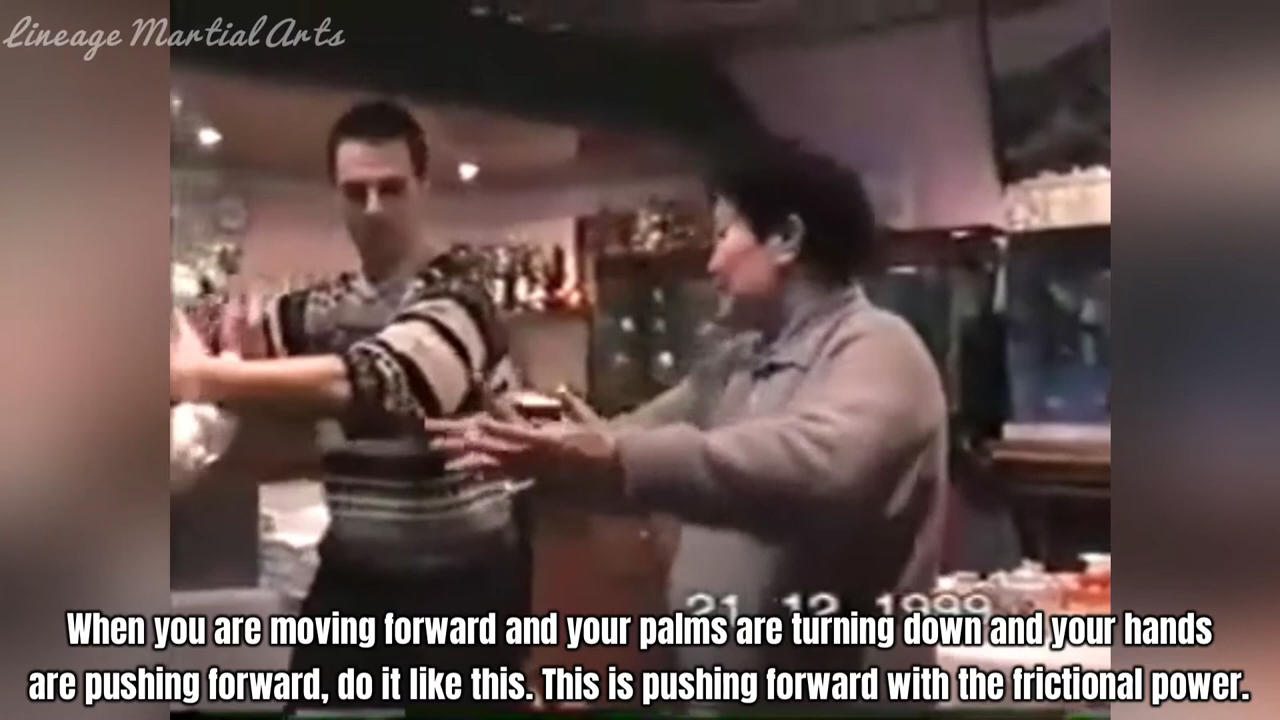 Lineage Martial Arts
21 12 1999
When you are moving forward and your palms are turning down and your hands
are pushing forward, do it like this. This is pushing forward with the frictional power.